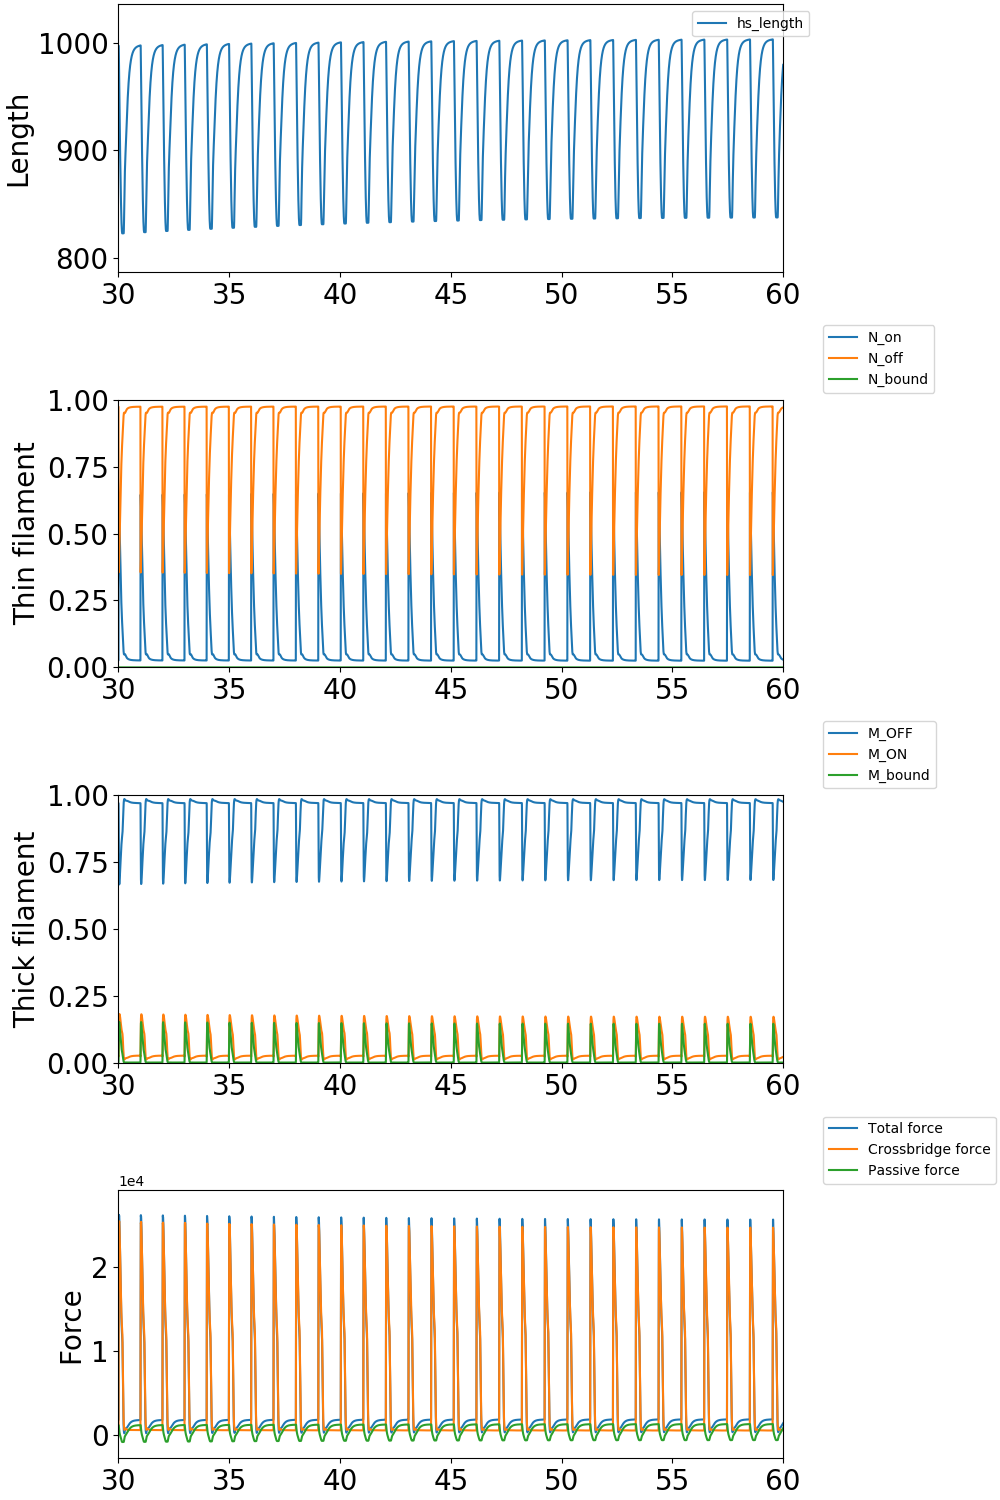 hs_length
1000
900
800
Length
30 35 40 45 50 55 60
N_on
N_off
N_bound
1.00
0.75
0.50
0.25
0.00
Thin filament
30 35 40 45 50 55 60
M_OFF
M_ON
M_bound
1.00
0.75
0.50
0.25
0.00
Thick filament
30 35 40 45 50 55 60
Total force
Crossbridge force
Passive force
1e4
2
1
0
Force
30 35 40 45 50 55 60